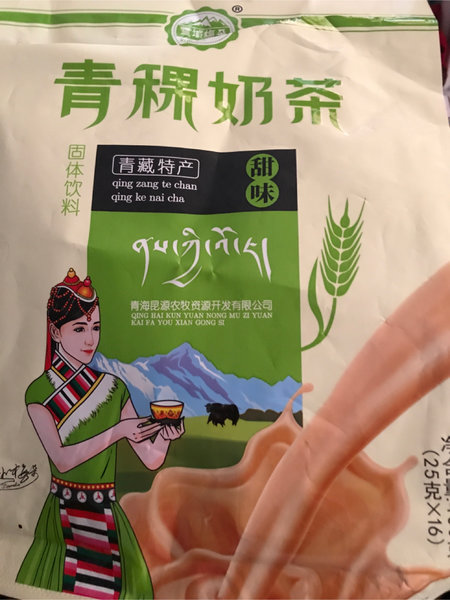 ®
青稞奶茶
固体饮料
青藏特产
qing zang te chan
qing ke nai cha
甜味
青海昆源农牧资源开发有限公司
QING HAI KUN YUAN NONG MU ZI YUAN
KAI FA YOU XIAN GONG SI
(25克×16)